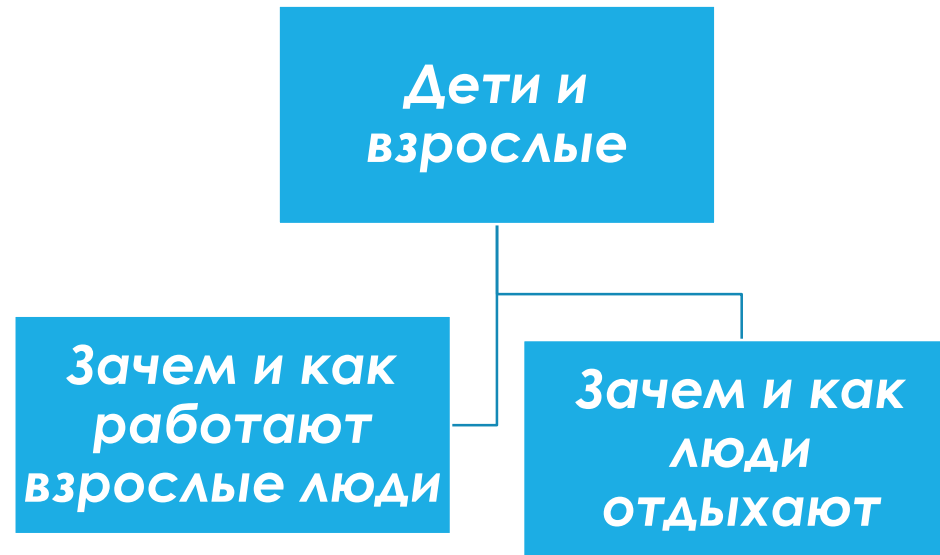 Дети и
взрослые
Зачем и как
работают
взрослые люди
Зачем и как
люди
отдыхают